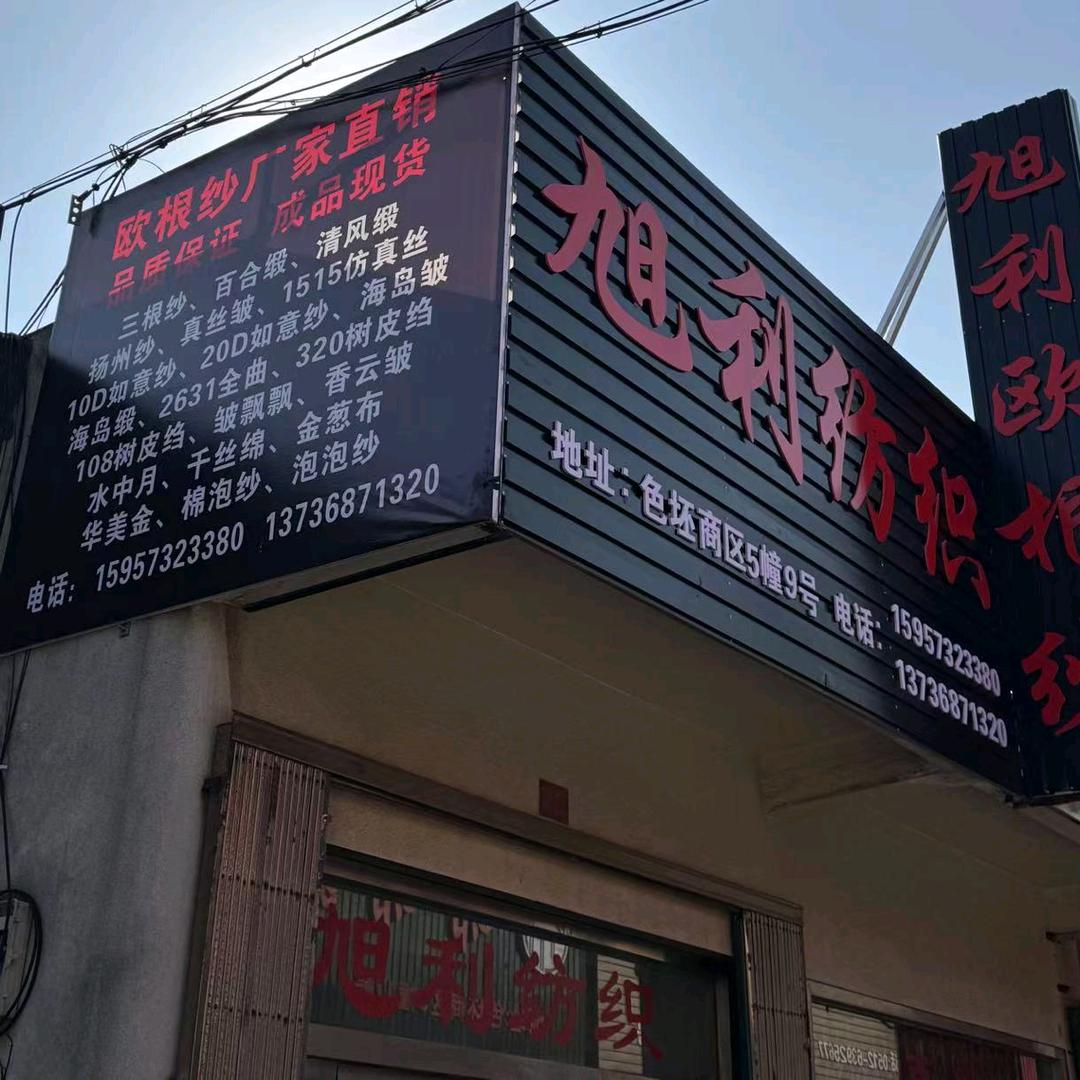 欧根纱厂家直销
品质保证 成品现货
三根纱、百合缎、清风缎
扬州纱、真丝皱、1515仿真丝
10D如意纱、20D如意纱、海岛皱
海岛缎、2631全曲、320树皮绉
108树皮绉、皱飘飘、香云皱
水中月、千丝绵、金葱布
华美金、棉泡纱、泡泡纱
电话：15957323380 13736871320
旭利纺织
地址：色坯商区5幢9号 电话：15957323380
13736871320
旭利欧根纱
旭利纺织